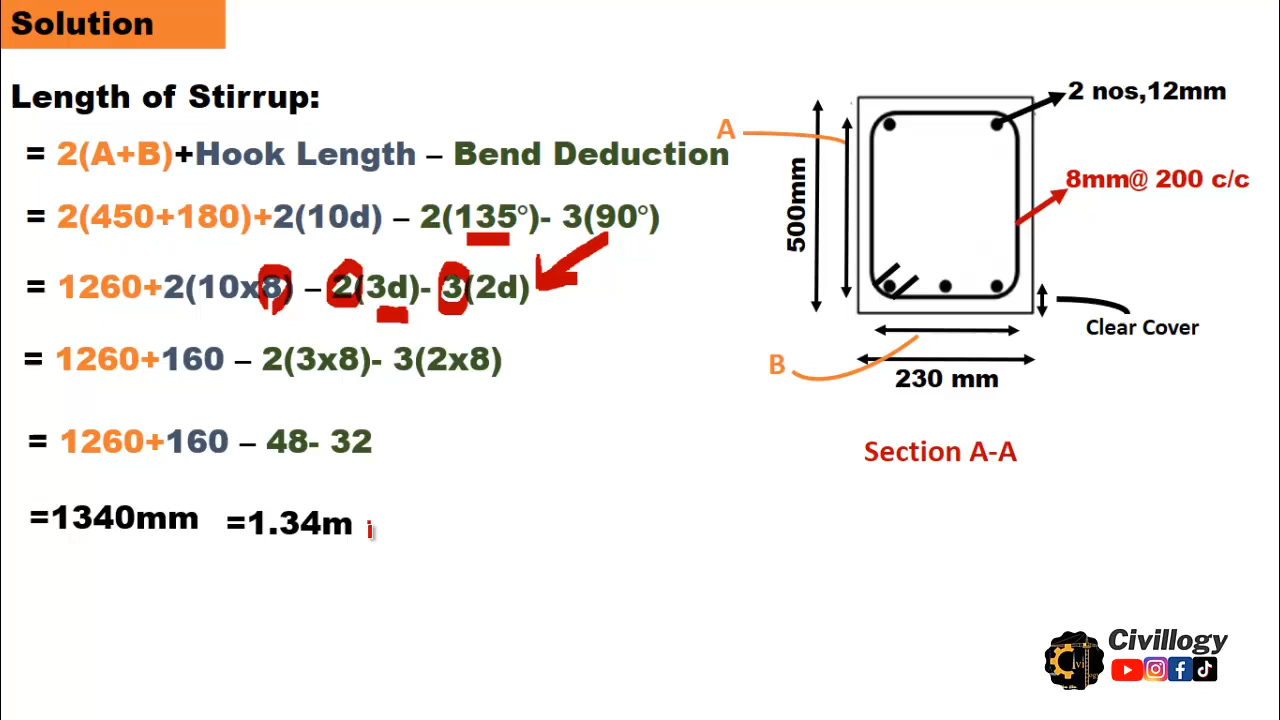 Solution
Length of Stirrup:
= 2(A+B)+Hook Length – Bend Deduction
= 2(450+180)+2(10d) – 2(135°)- 3(90°)
= 1260+2(10x8) – 2(3d)- 3(2d)
= 1260+160 – 2(3x8)- 3(2x8)
= 1260+160 – 48- 32
=1340mm =1.34m
2 nos,12mm
A
8mm@ 200 c/c
500mm
Clear Cover
B
230 mm
Section A-A
Civillogy